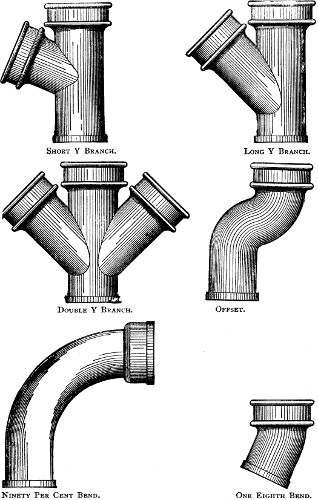 Short Y Branch.
Long Y Branch.
Double Y Branch.
Offset.
Ninety Per Cent Bend.
One Eighth Bend.